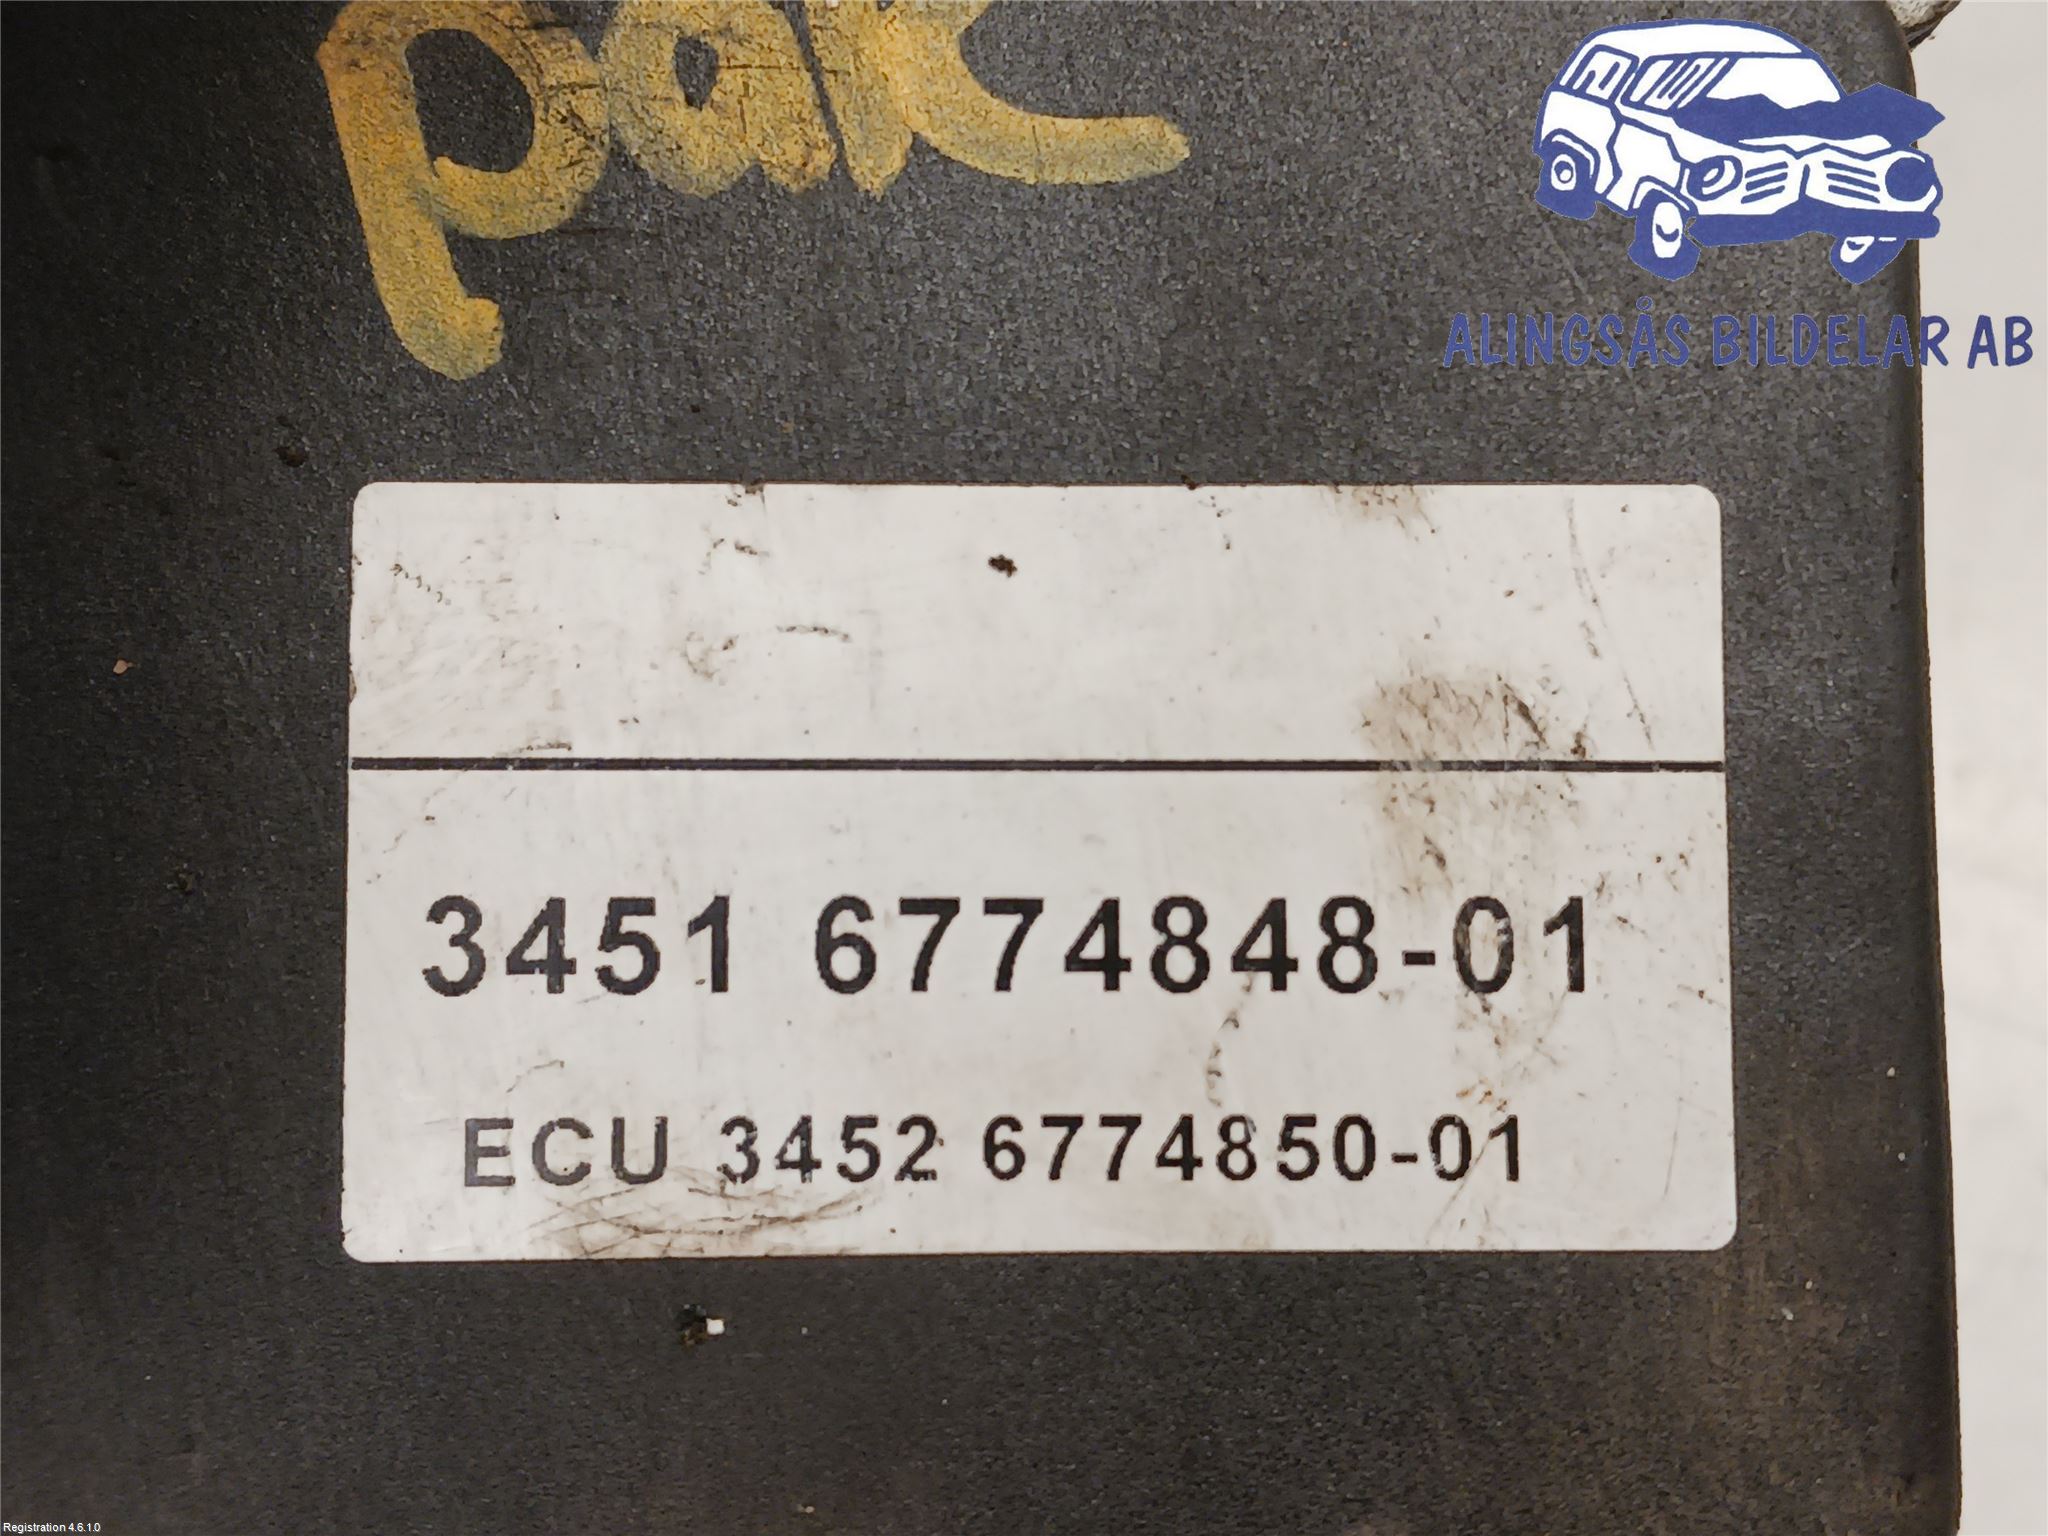 pak
ALINGSÅS BILDELAR AB
3451 6774848-01
ECU 3452 6774850-01
Registration 4.6.1.0